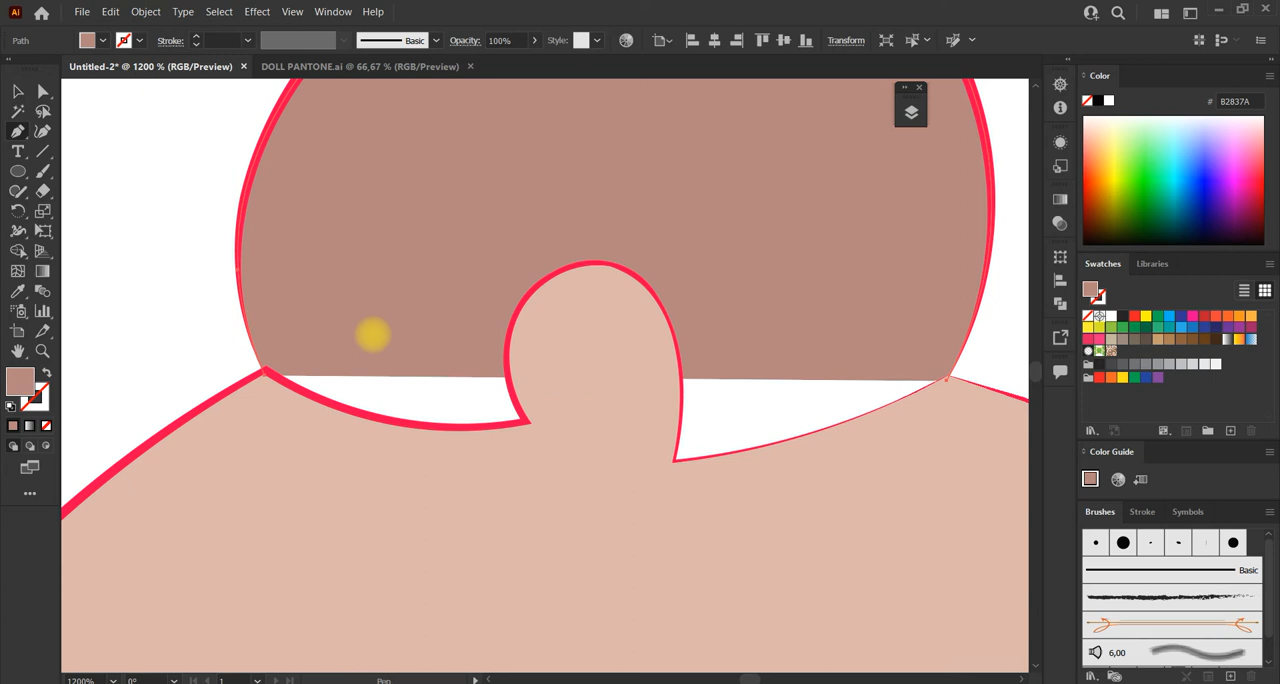 Ai File Edit Object Type Select Effect View Window Help
Path Stroke: Basic Opacity: 100% Style: Transform
Untitled-2* @ 1200 % (RGB/Preview) × DOLL PANTONE.ai @ 66,67 % (RGB/Preview) ×
Color
# B2837A
Swatches Libraries
Color Guide
Brushes Stroke Symbols
Basic
6,00
1200% 0° 1 Pen